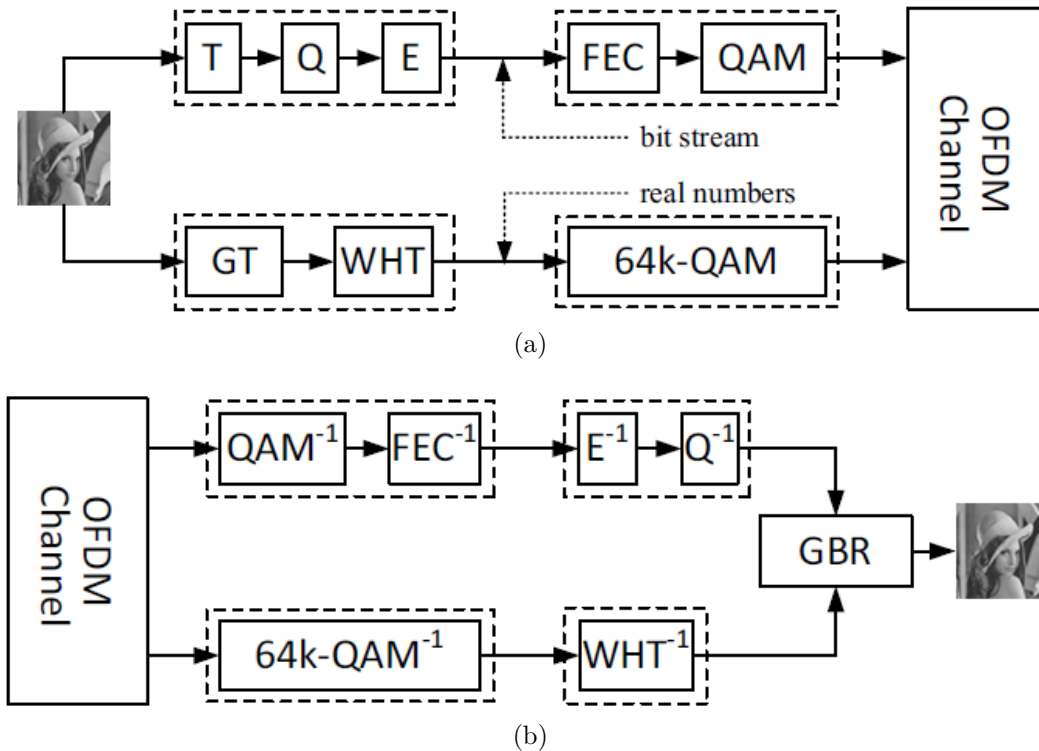 T
Q
E
FEC
QAM
bit stream
real numbers
GT
WHT
64k-QAM
OFDM
Channel
(a)
OFDM
Channel
QAM⁻¹
FEC⁻¹
E⁻¹
Q⁻¹
GBR
64k-QAM⁻¹
WHT⁻¹
(b)